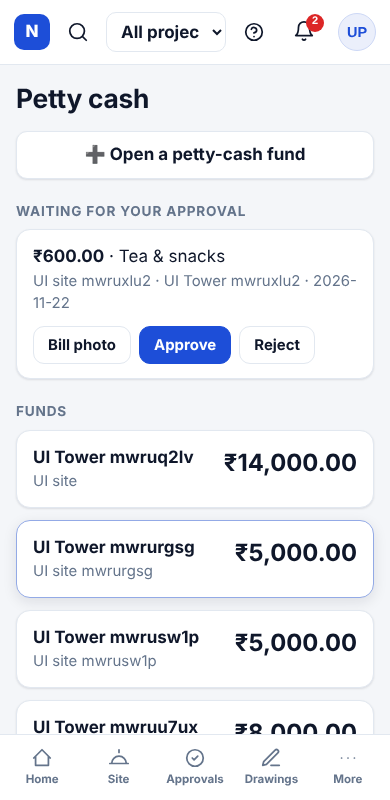 N All projec 2 UP
Petty cash
➕ Open a petty-cash fund
WAITING FOR YOUR APPROVAL
₹600.00 · Tea & snacks
UI site mwruxlu2 · UI Tower mwruxlu2 · 2026-
11-22
Bill photo Approve Reject
FUNDS
UI Tower mwruq2lv ₹14,000.00
UI site
UI Tower mwrurgsg ₹5,000.00
UI site mwrurgsg
UI Tower mwrusw1p ₹5,000.00
UI site mwrusw1p
UI Tower mwruu7ux ₹8,000.00
Home Site Approvals Drawings More